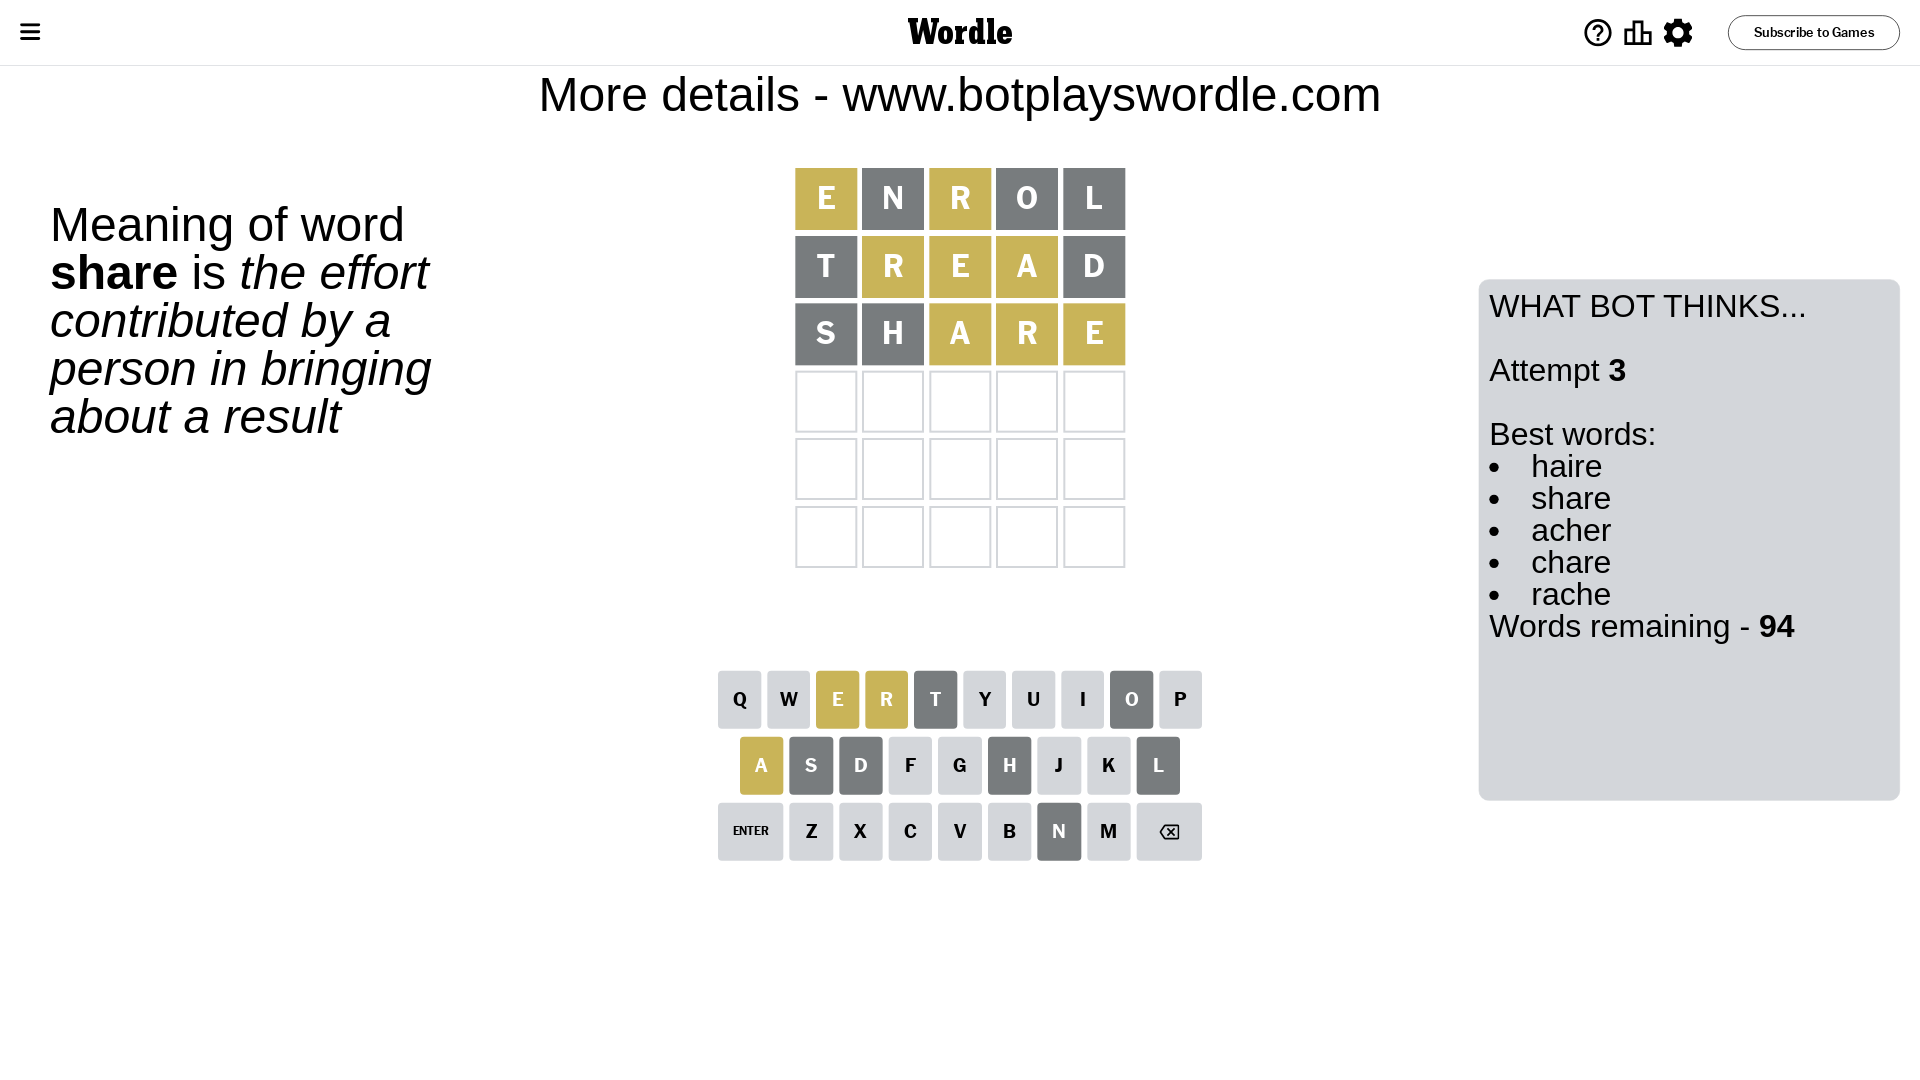 Wordle
Subscribe to Games
More details - www.botplayswordle.com
Meaning of word
share is the effort
contributed by a
person in bringing
about a result
E N R O L
T R E A D
S H A R E
WHAT BOT THINKS...
Attempt 3
Best words:
• haire
• share
• acher
• chare
• rache
Words remaining - 94
Q W E R T Y U I O P
A S D F G H J K L
ENTER Z X C V B N M